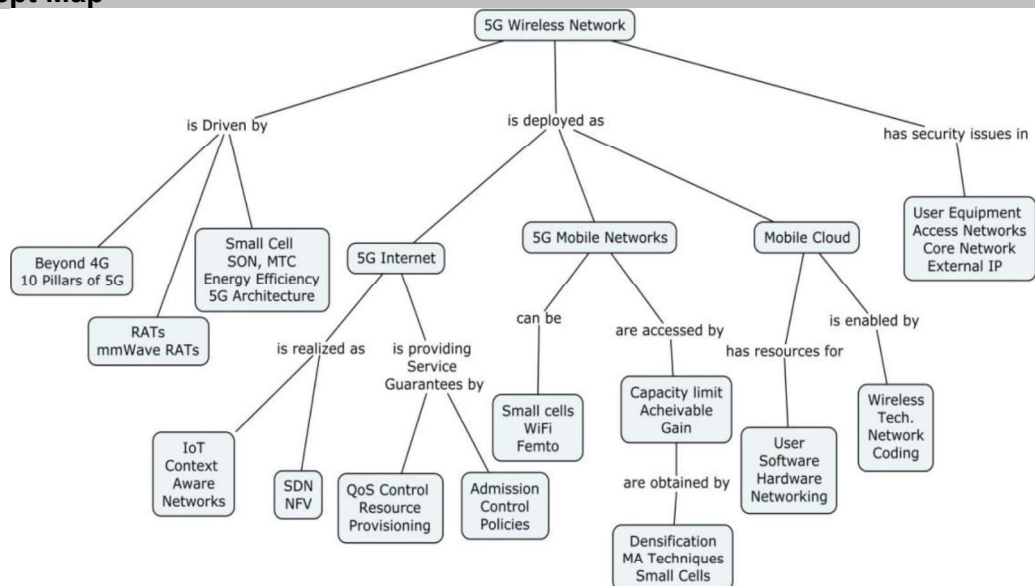 5G Wireless Network
is Driven by
is deployed as
has security issues in
Beyond 4G
10 Pillars of 5G
RATs
mmWave RATs
Small Cell
SON, MTC
Energy Efficiency
5G Architecture
5G Internet
5G Mobile Networks
Mobile Cloud
User Equipment
Access Networks
Core Network
External IP
is realized as
is providing
Service
Guarantees by
can be
are accessed by
has resources for
is enabled by
IoT
Context
Aware
Networks
SDN
NFV
QoS Control
Resource
Provisioning
Admission
Control
Policies
Small cells
WiFi
Femto
Capacity limit
Acheivable
Gain
are obtained by
Densification
MA Techniques
Small Cells
User
Software
Hardware
Networking
Wireless
Tech.
Network
Coding